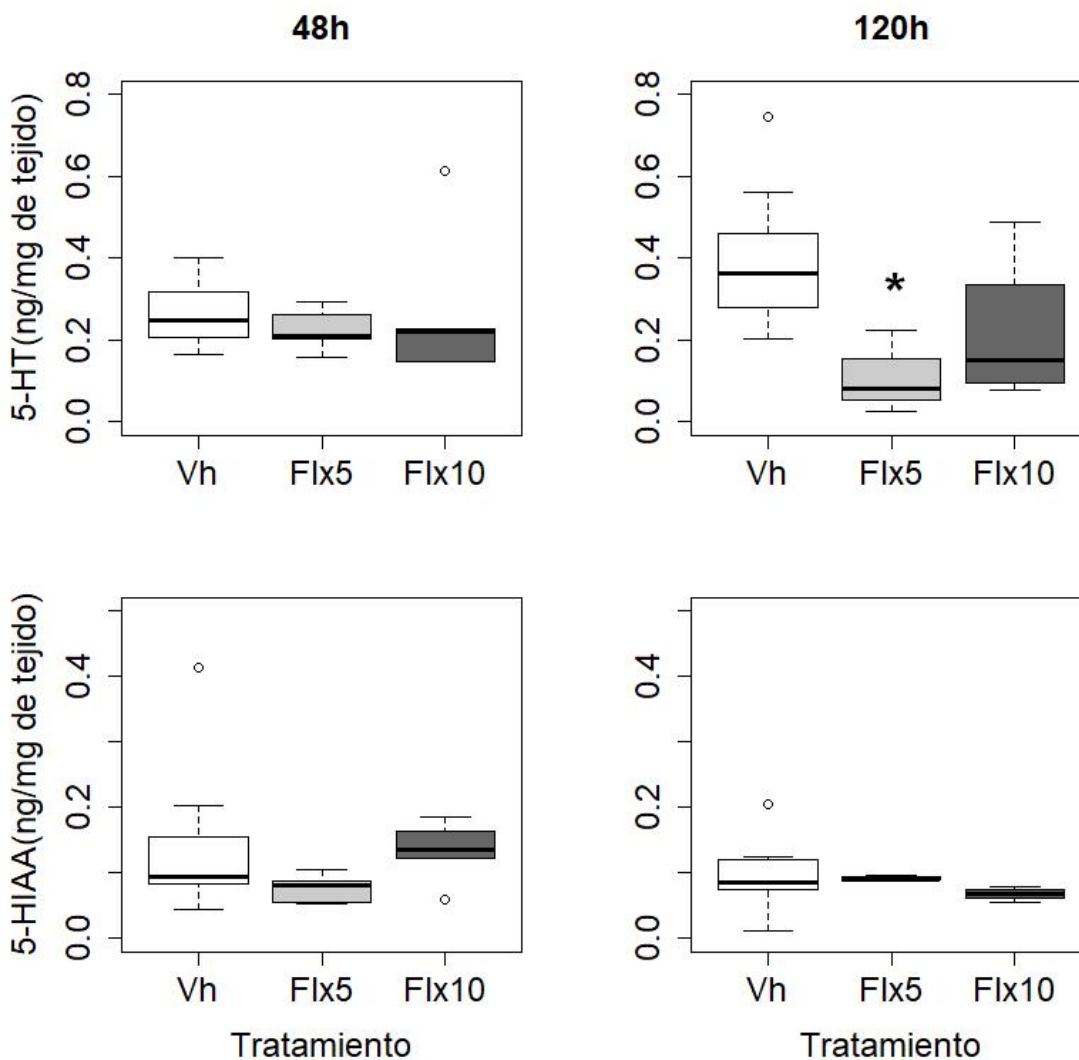 48h
120h
5-HT(ng/mg de tejido)
0.8
0.6
0.4
0.2
0.0
Vh Flx5 Flx10
0.8
0.6
0.4
0.2
0.0
*
Vh Flx5 Flx10
5-HIAA(ng/mg de tejido)
0.4
0.2
0.0
Vh Flx5 Flx10
Tratamiento
0.4
0.2
0.0
Vh Flx5 Flx10
Tratamiento